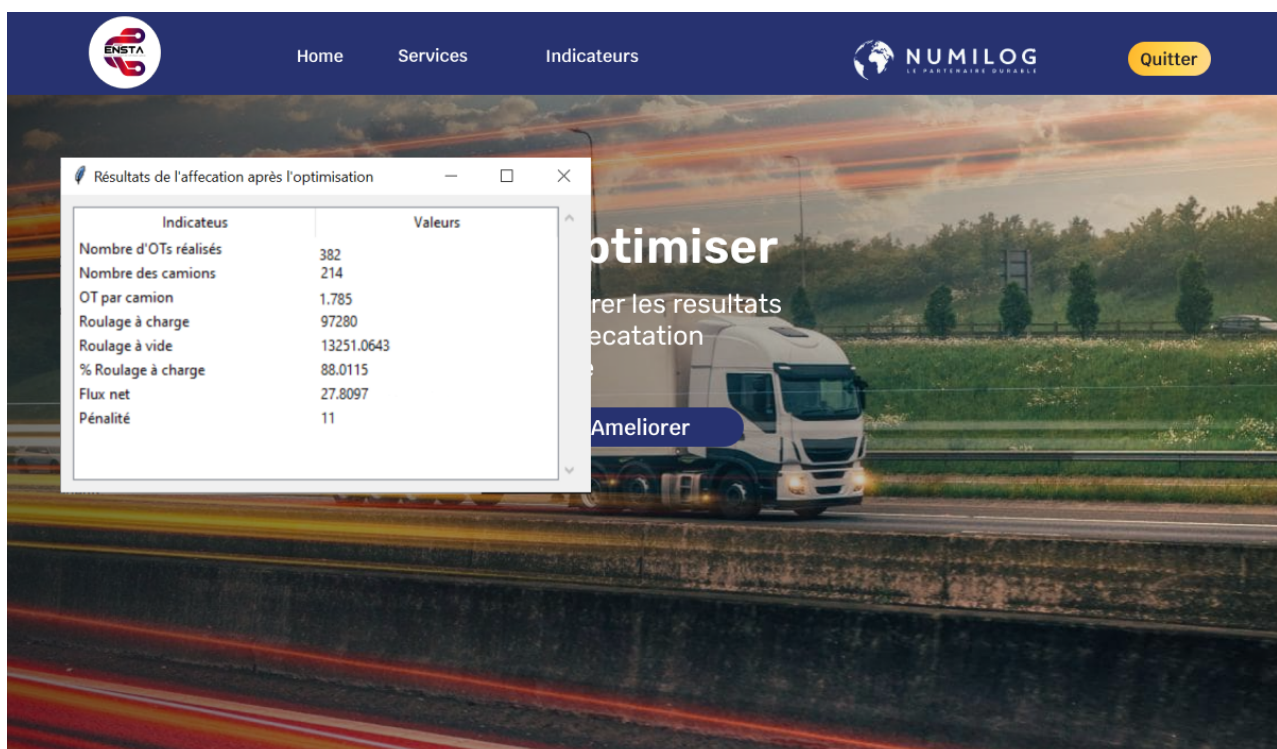 ENSTA
Home Services Indicateurs
NUMILOG
LE PARTENAIRE DURABLE
Quitter
Résultats de l'affecation après l'optimisation
Indicateus Valeurs
Nombre d'OTs réalisés 382
Nombre des camions 214
OT par camion 1.785
Roulage à charge 97280
Roulage à vide 13251.0643
% Roulage à charge 88.0115
Flux net 27.8097
Pénalité 11
ptimiser
rer les resultats
ecatation
Ameliorer